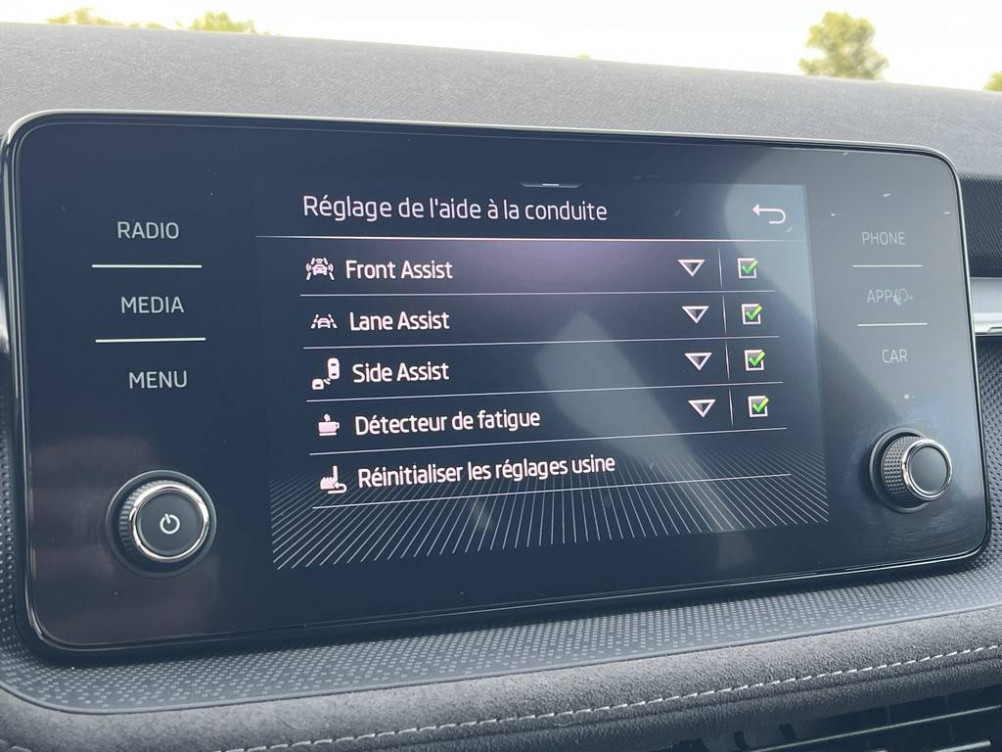 RADIO
MEDIA
MENU
Réglage de l'aide à la conduite
Front Assist
Lane Assist
Side Assist
Détecteur de fatigue
Réinitialiser les réglages usine
PHONE
APP/
CAR